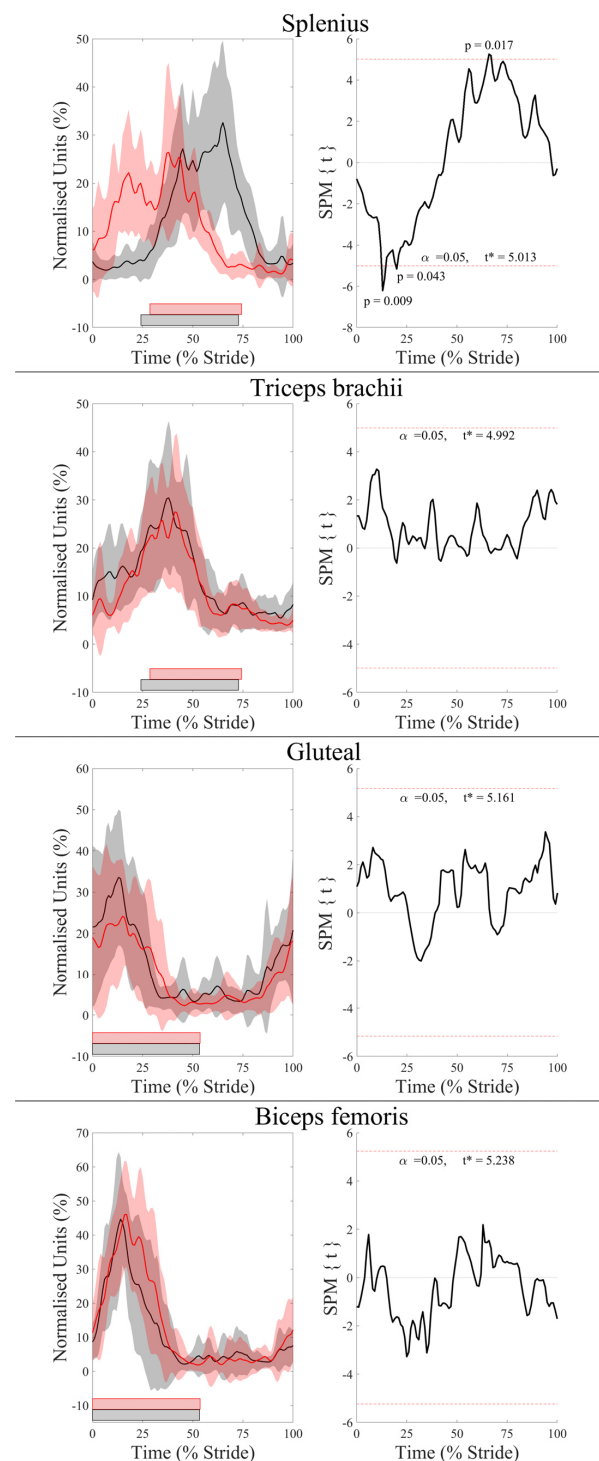 Splenius
Normalised Units (%)
50
40
30
20
10
0
-10
0 25 50 75 100
Time (% Stride)
SPM { t }
6
4
2
0
-2
-4
-6
-8
p = 0.017
α =0.05, t* = 5.013
p = 0.043
p = 0.009
0 25 50 75 100
Time (% Stride)
Triceps brachii
Normalised Units (%)
50
40
30
20
10
0
-10
0 25 50 75 100
Time (% Stride)
SPM { t }
6
4
2
0
-2
-4
-6
α =0.05, t* = 4.992
0 25 50 75 100
Time (% Stride)
Gluteal
Normalised Units (%)
60
50
40
30
20
10
0
-10
0 25 50 75 100
Time (% Stride)
SPM { t }
6
4
2
0
-2
-4
-6
α =0.05, t* = 5.161
0 25 50 75 100
Time (% Stride)
Biceps femoris
Normalised Units (%)
70
60
50
40
30
20
10
0
-10
0 25 50 75 100
Time (% Stride)
SPM { t }
6
4
2
0
-2
-4
-6
α =0.05, t* = 5.238
0 25 50 75 100
Time (% Stride)